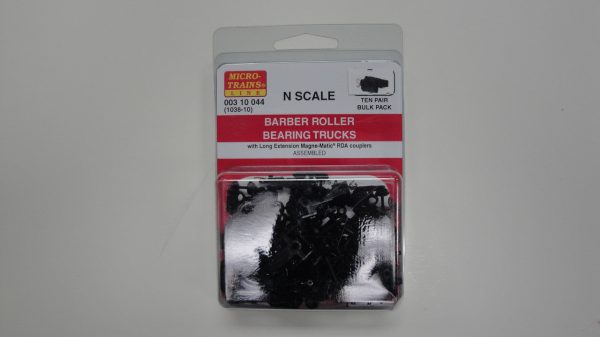 MICRO-
TRAINS®
LINE
003 10 044
(1038-10)
N SCALE
TEN PAIR
BULK PACK
BARBER ROLLER
BEARING TRUCKS
with Long Extension Magne-Matic® RDA couplers
ASSEMBLED